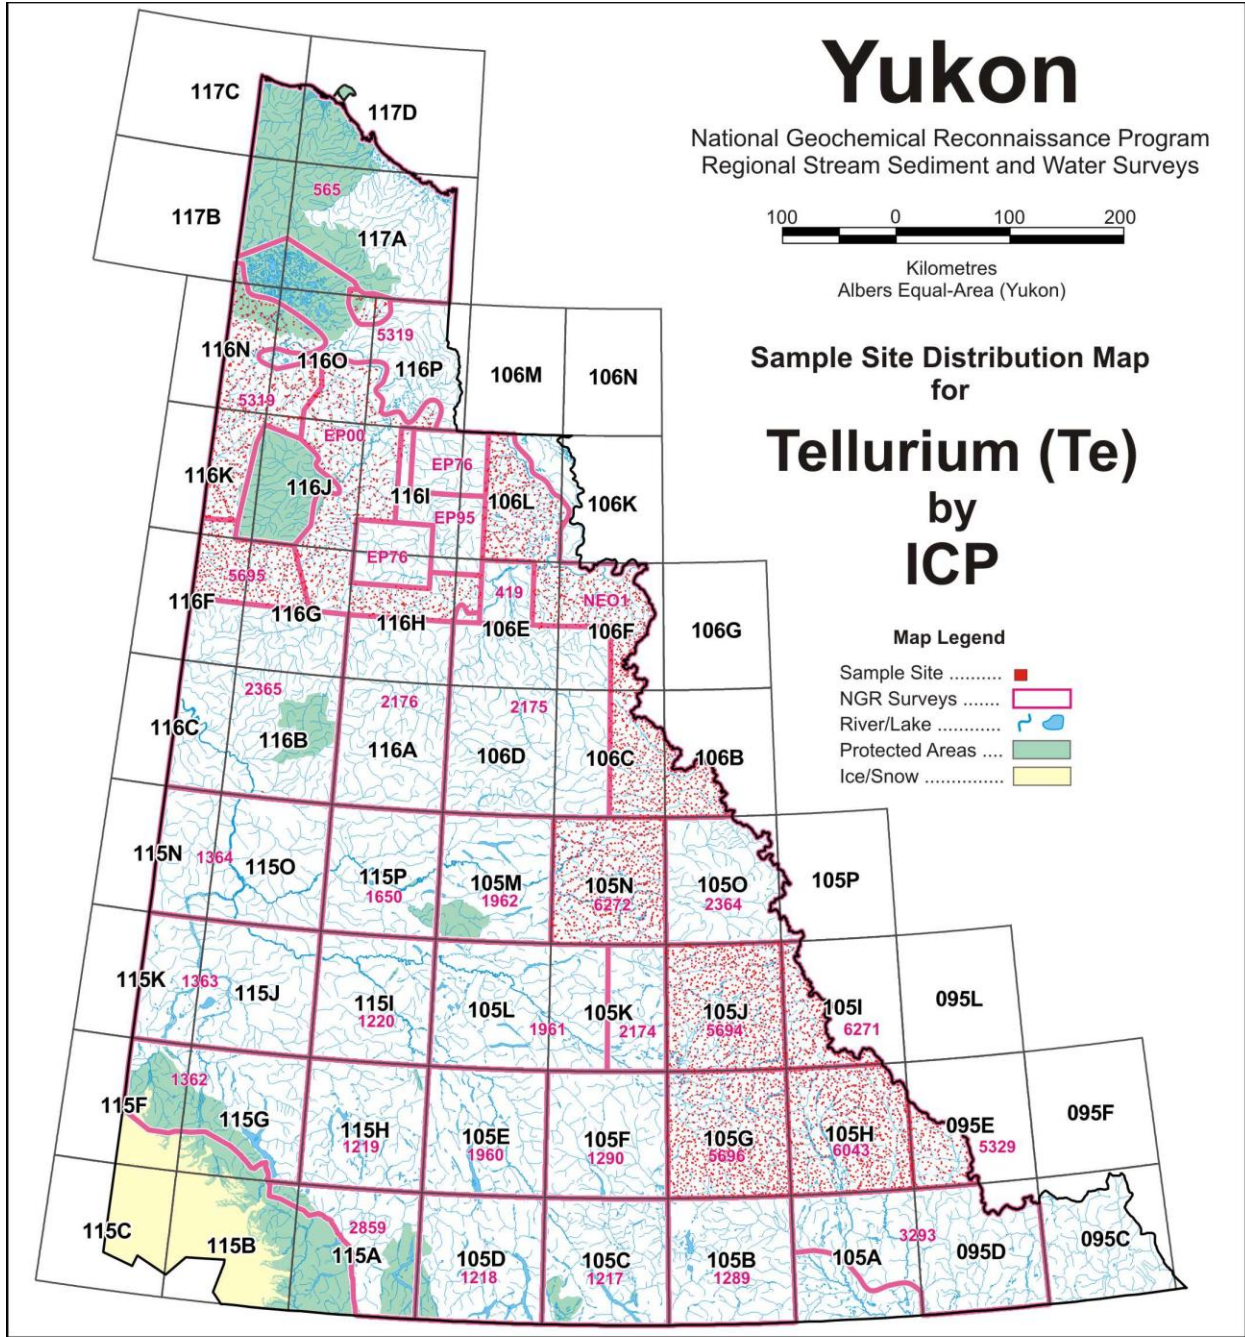 Yukon
National Geochemical Reconnaissance Program
Regional Stream Sediment and Water Surveys
100 0 100 200
Kilometres
Albers Equal-Area (Yukon)
Sample Site Distribution Map
for
Tellurium (Te)
by
ICP
Map Legend
Sample Site ..........
NGR Surveys .......
River/Lake ............
Protected Areas ....
Ice/Snow ...............
117C
117D
565
117B
117A
5319
116N
116O
116P
106M
106N
5319
EP00
EP76
116K
116J
116I
106L
106K
EP95
EP76
5695
419
NEO1
116F
116G
116H
106E
106F
106G
2365
2176
2175
116C
116B
116A
106D
106C
106B
115N
1364
115O
115P
1650
105M
1962
105N
6272
105O
2364
105P
115K
1363
115J
115I
1220
105L
1961
105K
2174
105J
5694
105I
6271
095L
1362
115F
115G
115H
1219
105E
1960
105F
1290
105G
5696
105H
6043
095E
5329
095F
115C
115B
2859
115A
105D
1218
105C
1217
105B
1289
105A
3293
095D
095C